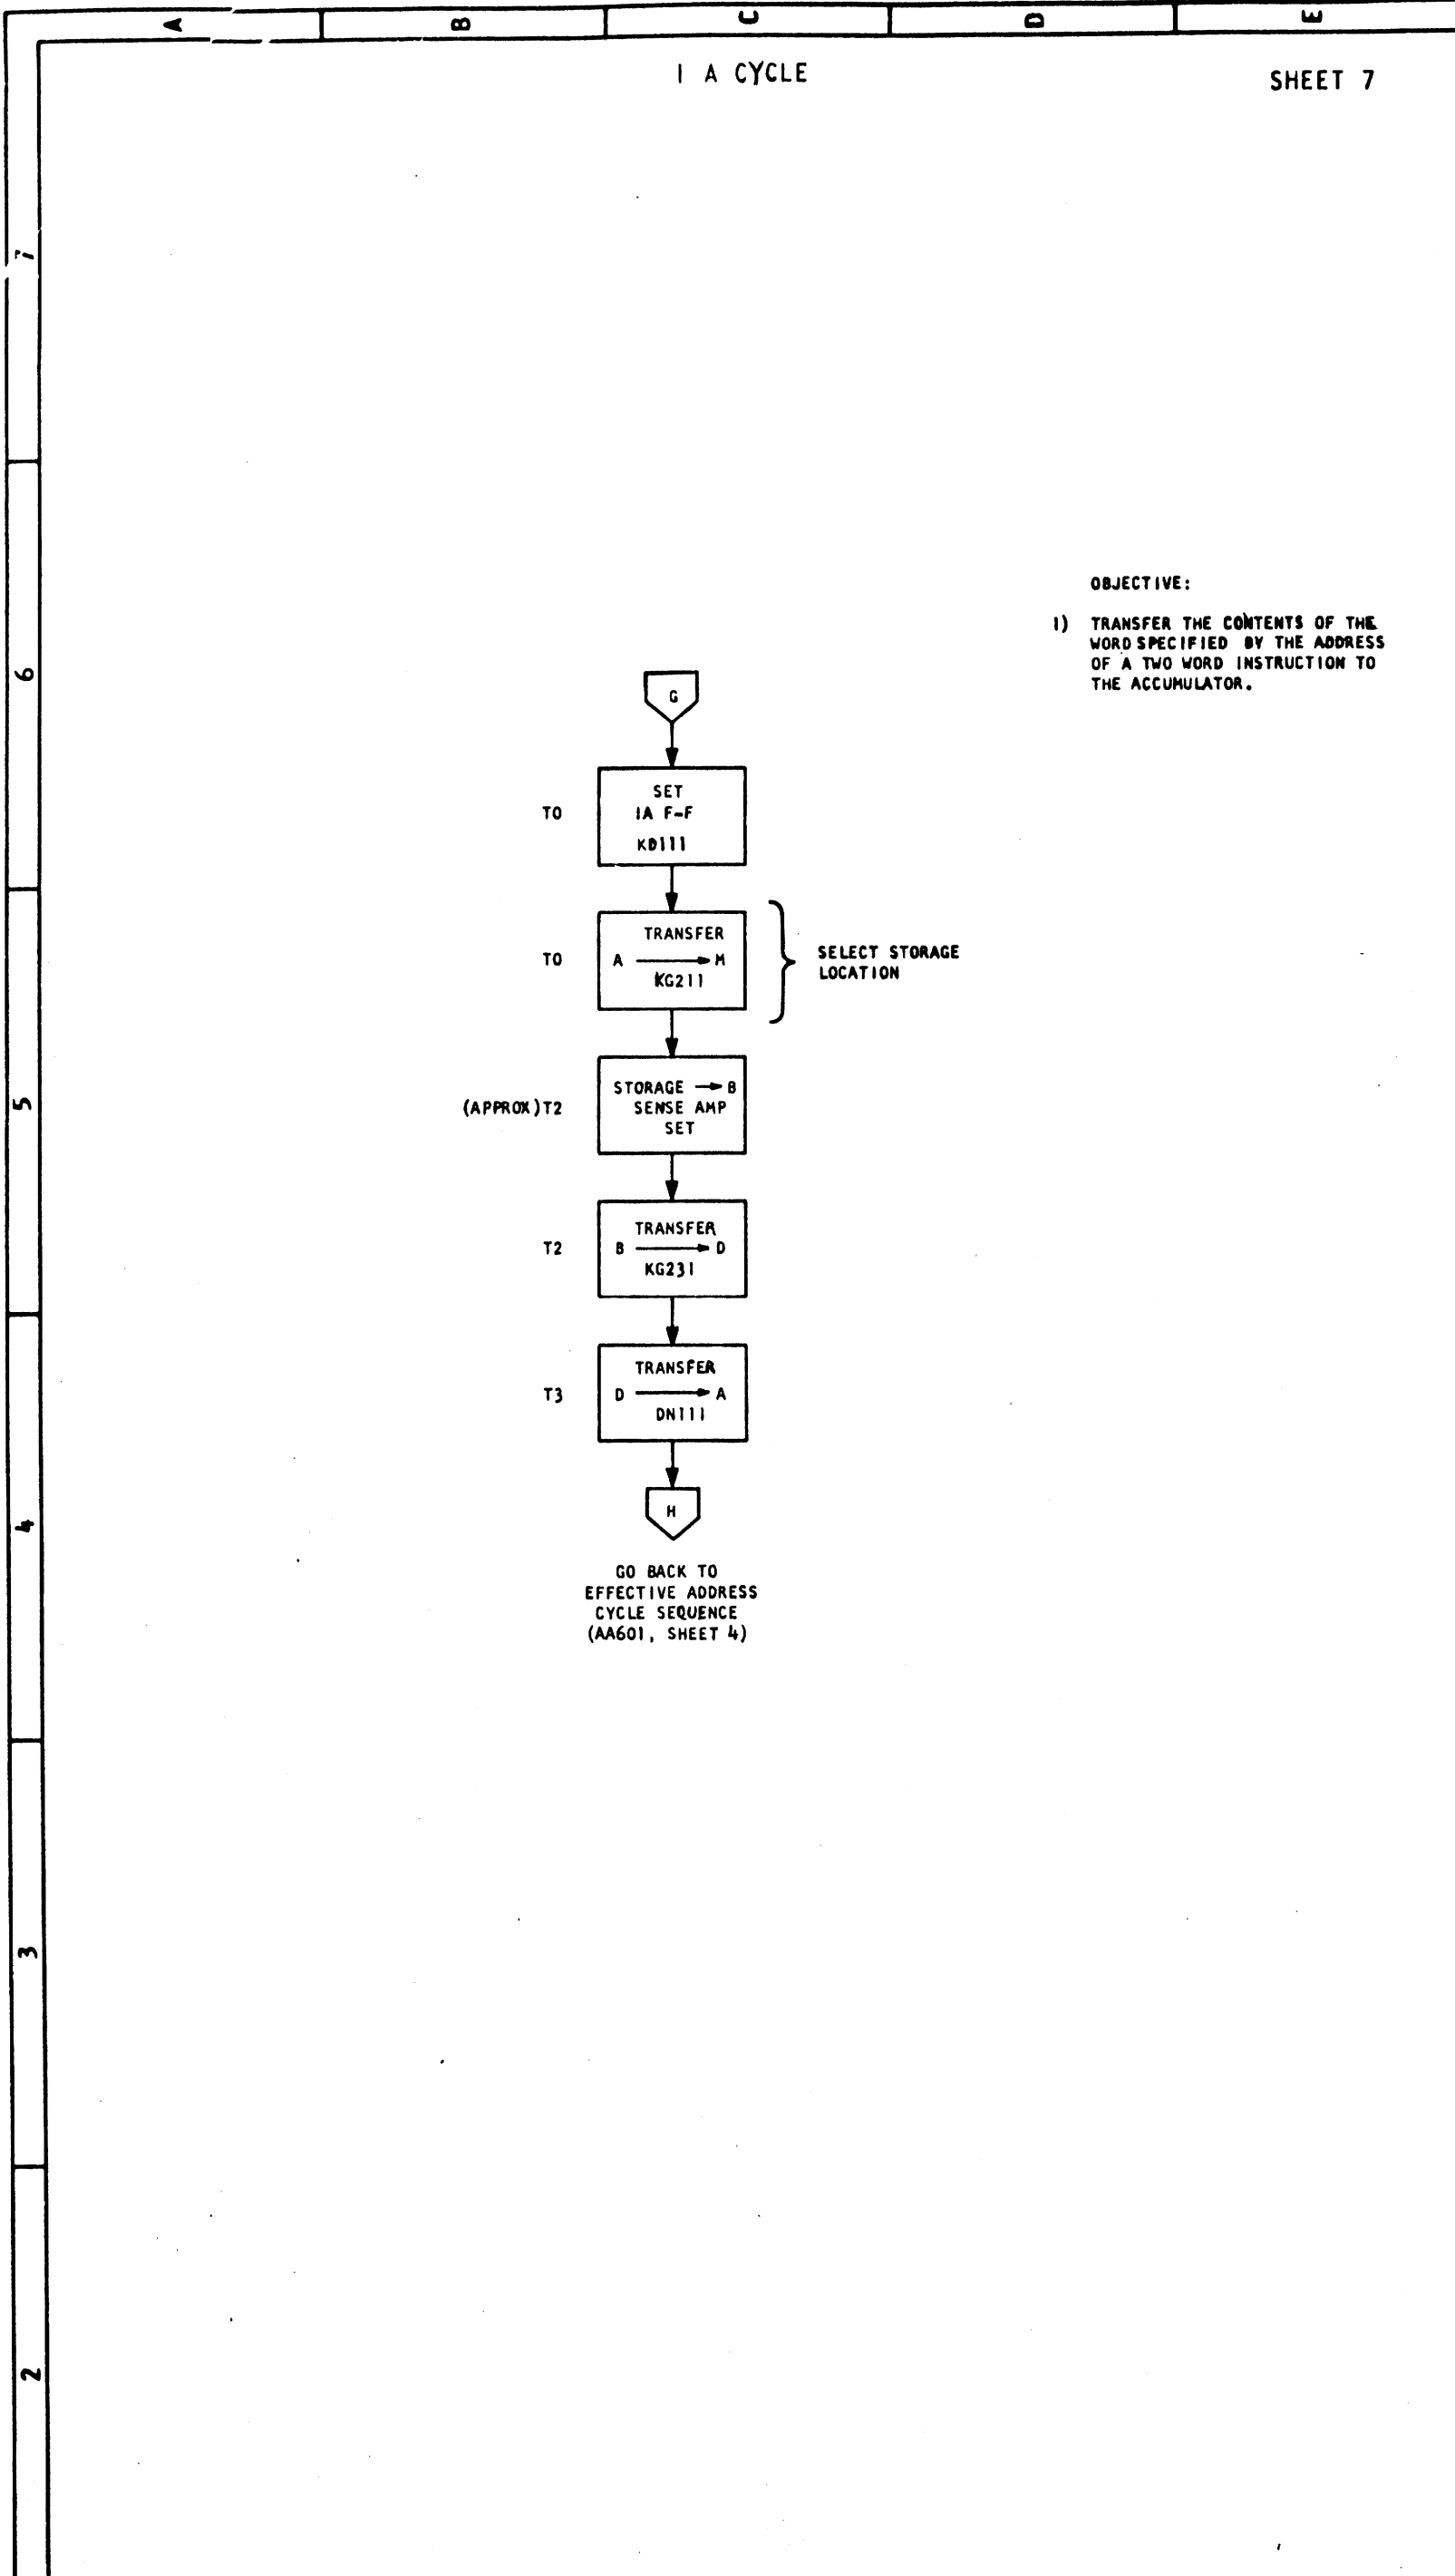 A B C D E
I A CYCLE
SHEET 7
7
OBJECTIVE:
1) TRANSFER THE CONTENTS OF THE
WORD SPECIFIED BY THE ADDRESS
OF A TWO WORD INSTRUCTION TO
THE ACCUMULATOR.
6
G
SET
T0 IA F-F
KD111
TRANSFER
T0 A M
KG211
SELECT STORAGE
LOCATION
5
STORAGE B
(APPROX)T2 SENSE AMP
SET
TRANSFER
T2 B D
KG231
TRANSFER
T3 D A
DN111
H
4
GO BACK TO
EFFECTIVE ADDRESS
CYCLE SEQUENCE
(AA601, SHEET 4)
3
2